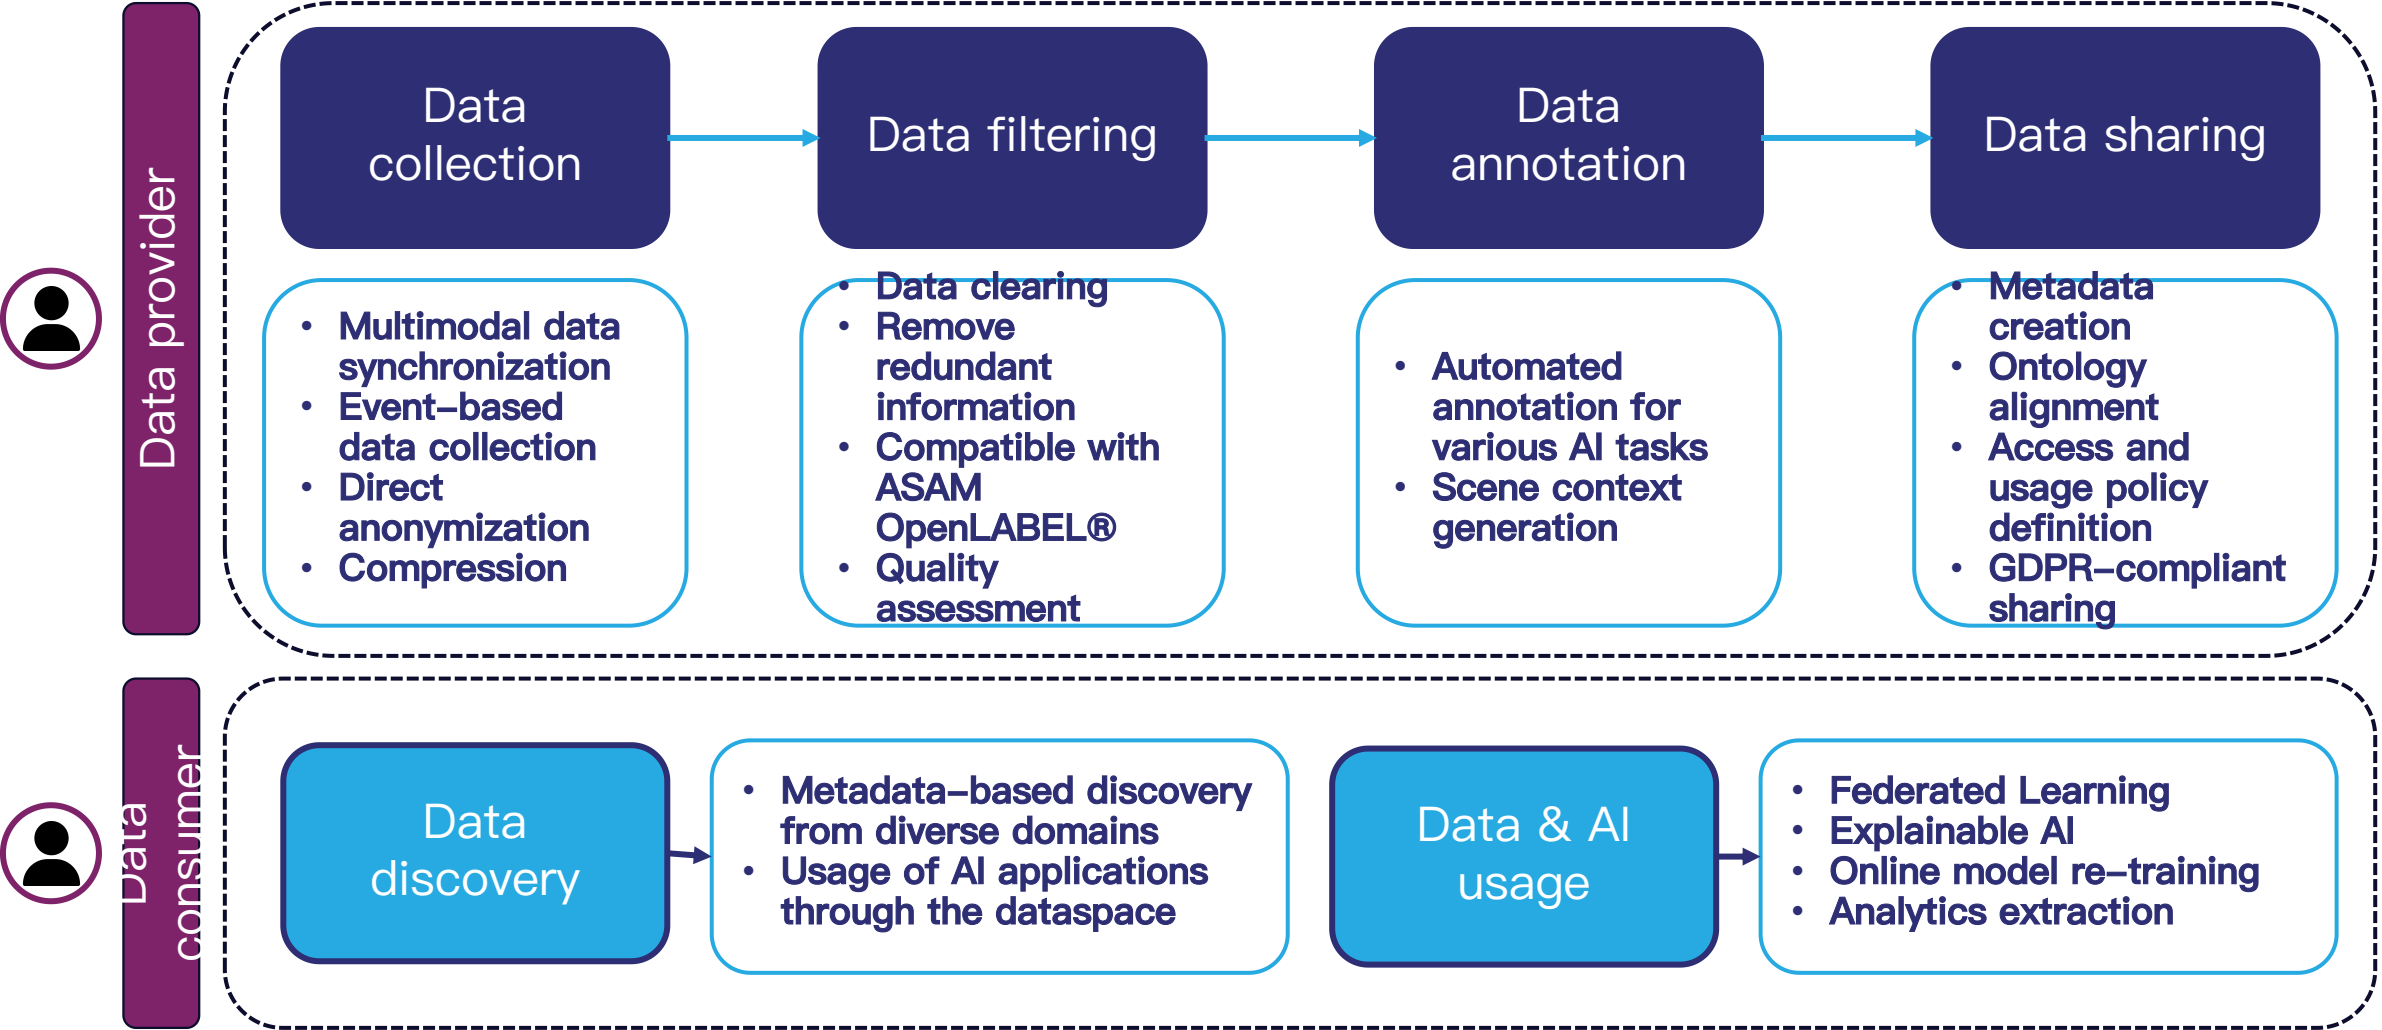 Data provider
Data
collection
Data filtering
Data
annotation
Data sharing
• Multimodal data
synchronization
• Event-based
data collection
• Direct
anonymization
• Compression
• Data clearing
• Remove
redundant
information
• Compatible with
ASAM
OpenLABEL®
• Quality
assessment
• Automated
annotation for
various AI tasks
• Scene context
generation
• Metadata
creation
• Ontology
alignment
• Access and
usage policy
definition
• GDPR-compliant
sharing
Data
consumer
Data
discovery
• Metadata-based discovery
from diverse domains
• Usage of AI applications
through the dataspace
Data & AI
usage
• Federated Learning
• Explainable AI
• Online model re-training
• Analytics extraction